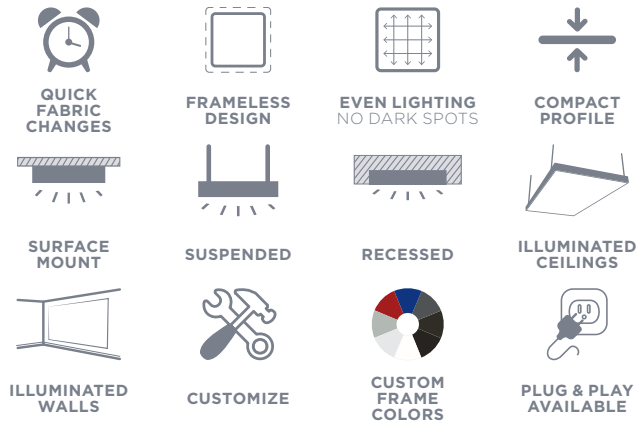 QUICK
FABRIC
CHANGES
FRAMELESS
DESIGN
EVEN LIGHTING
NO DARK SPOTS
COMPACT
PROFILE
SURFACE
MOUNT
SUSPENDED
RECESSED
ILLUMINATED
CEILINGS
ILLUMINATED
WALLS
CUSTOMIZE
CUSTOM
FRAME
COLORS
PLUG & PLAY
AVAILABLE